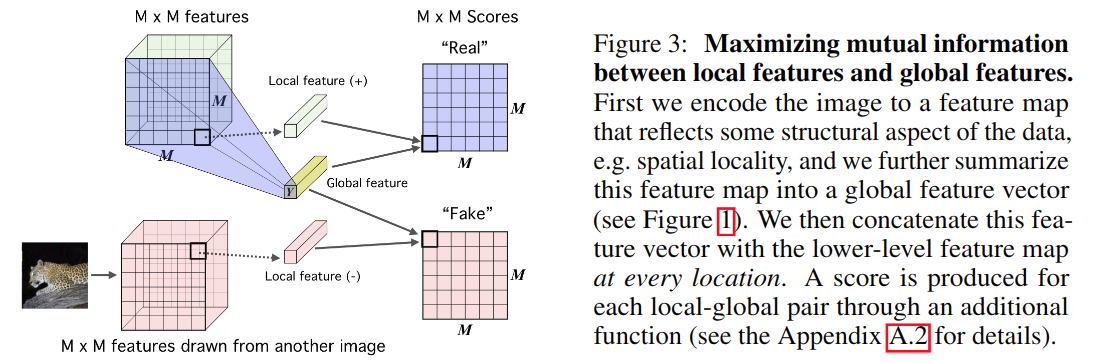 M x M features
M x M Scores
"Real"
Local feature (+)
M
M
M
M
Y
Global feature
"Fake"
Local feature (-)
M
M
M x M features drawn from another image
Figure 3: Maximizing mutual information
between local features and global features.
First we encode the image to a feature map
that reflects some structural aspect of the data,
e.g. spatial locality, and we further summarize
this feature map into a global feature vector
(see Figure 1). We then concatenate this fea-
ture vector with the lower-level feature map
at every location. A score is produced for
each local-global pair through an additional
function (see the Appendix A.2 for details).